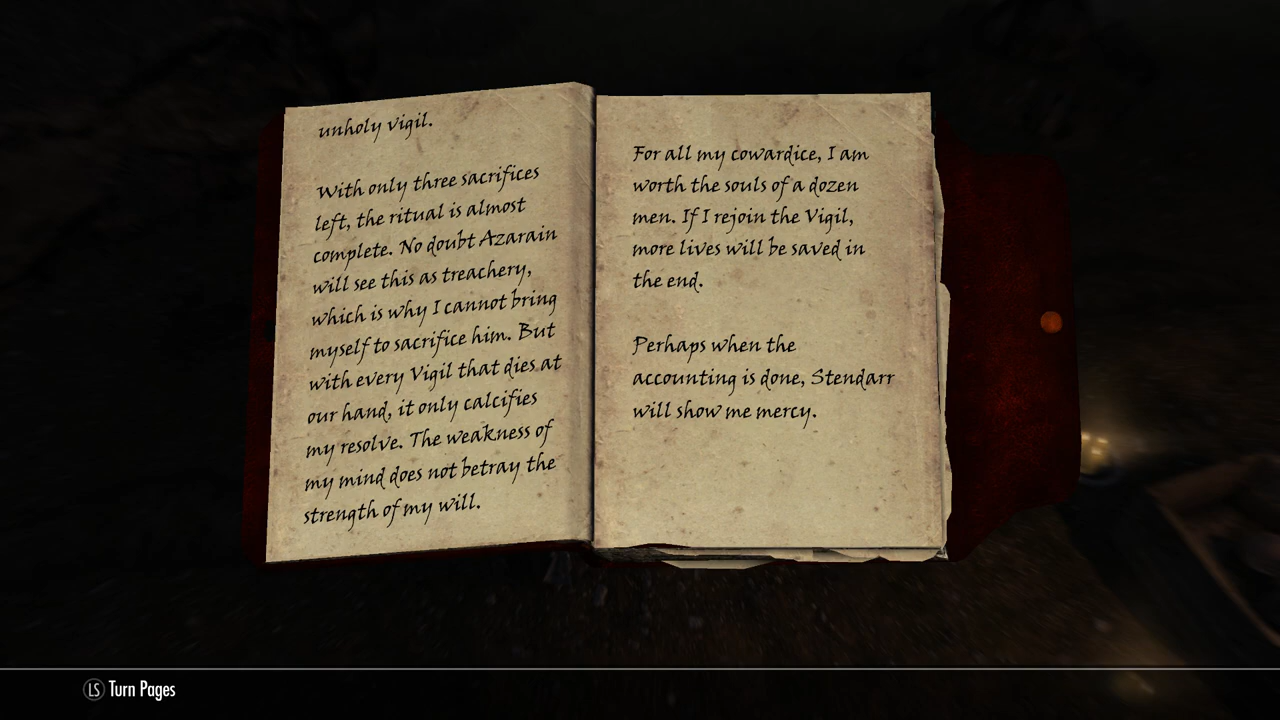 unholy vigil.
With only three sacrifices
left, the ritual is almost
complete. No doubt Azarain
will see this as treachery,
which is why I cannot bring
myself to sacrifice him. But
with every Vigil that dies at
our hand, it only calcifies
my resolve. The weakness of
my mind does not betray the
strength of my will.
For all my cowardice, I am
worth the souls of a dozen
men. If I rejoin the Vigil,
more lives will be saved in
the end.
Perhaps when the
accounting is done, Stendarr
will show me mercy.
LS Turn Pages